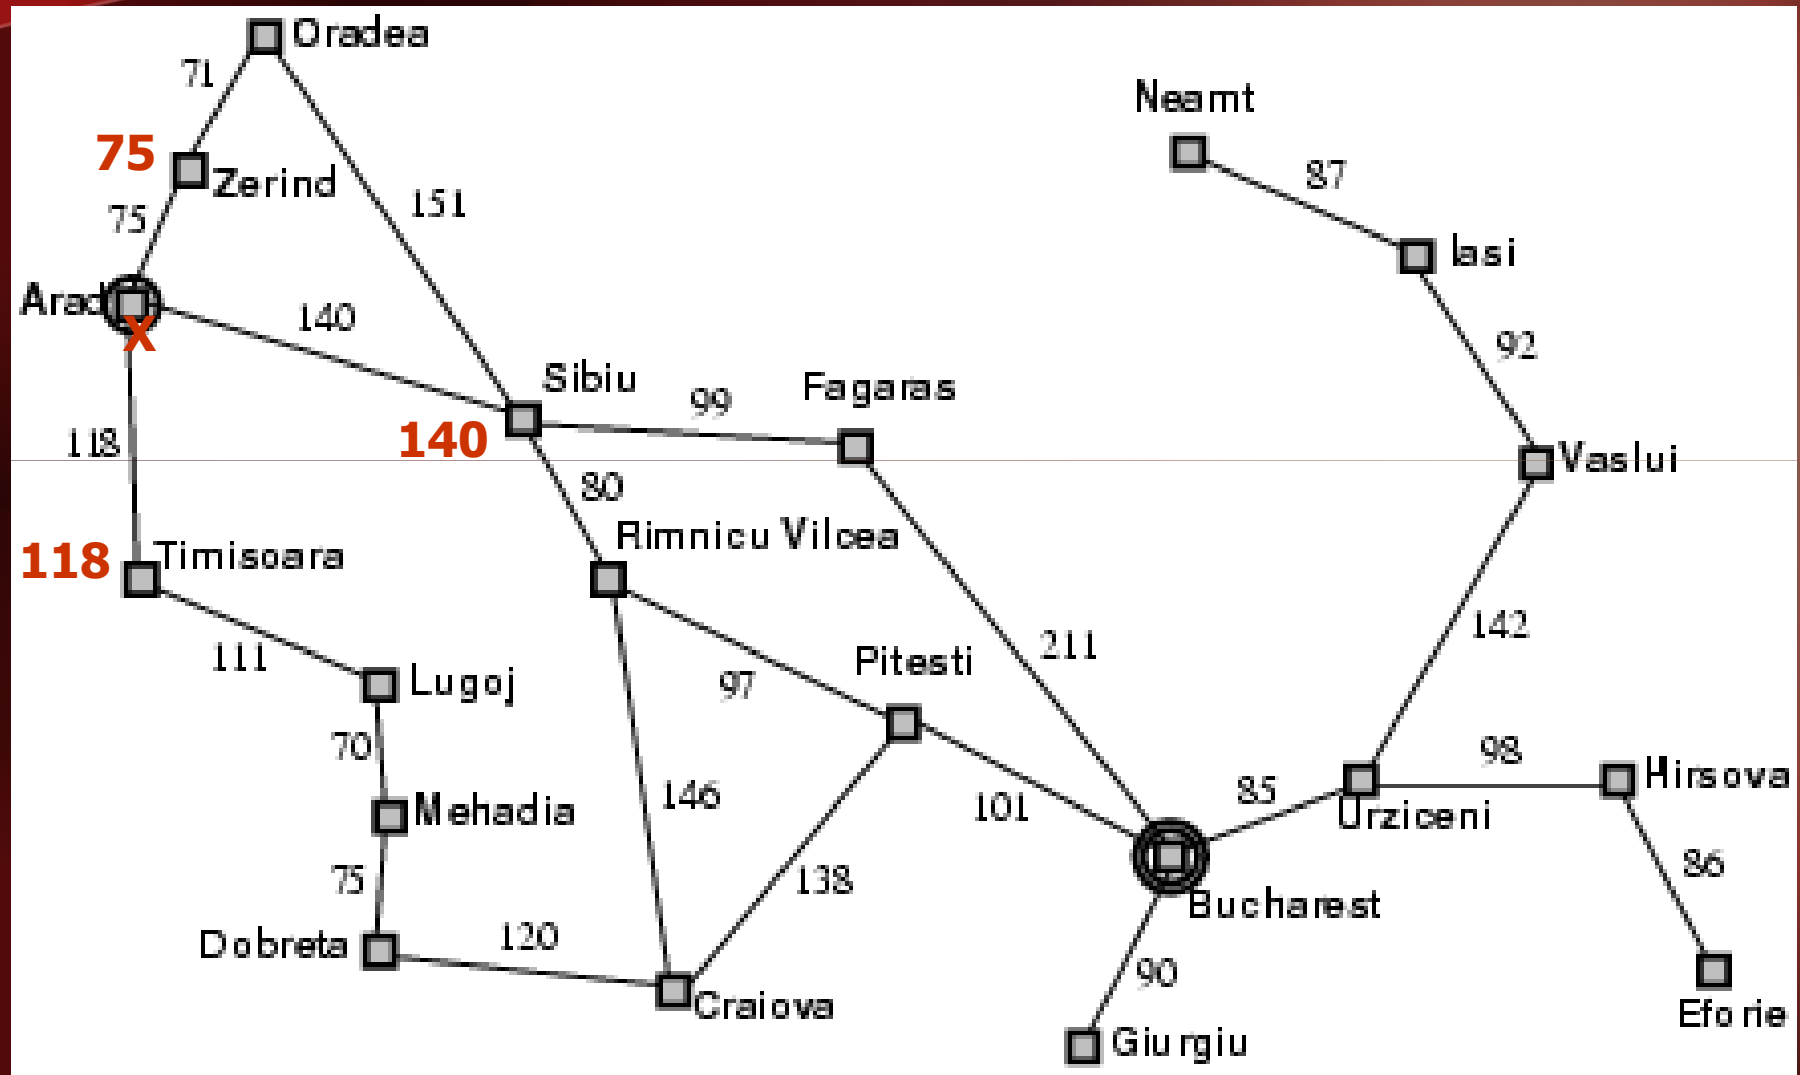 Oradea
71
Neamt
75
Zerind
87
151
75
Iasi
Arad
X
140
92
Sibiu
99
Fagaras
118
140
Vaslui
80
Rimnicu Vilcea
118
Timisoara
142
211
111
Pitesti
97
Lugoj
70
98
Hirsova
146
85
101
Mehadia
Urziceni
86
75
138
Bucharest
Dobreta
120
90
Craiova
Eforie
Giurgiu